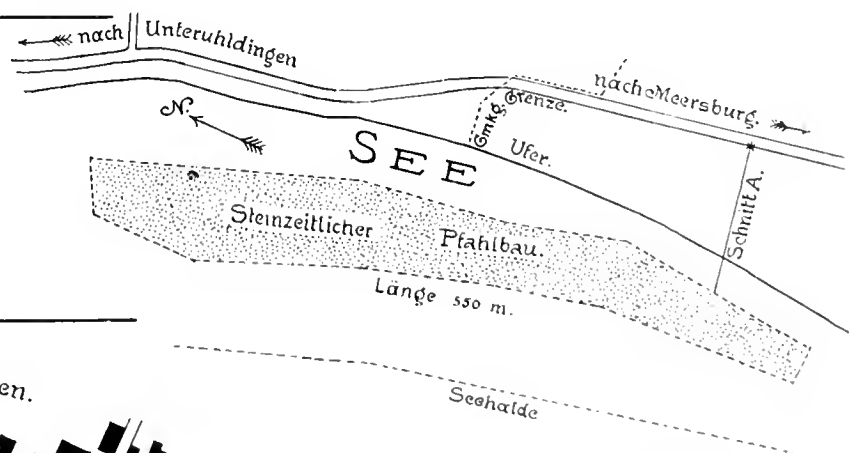 nach Unteruhldingen
nach Meersburg.
N.
Gmkg. Grenze.
SEE
Ufer.
Schnitt A.
Steinzeitlicher Pfahlbau.
Länge 550 m.
Seehalde
en.